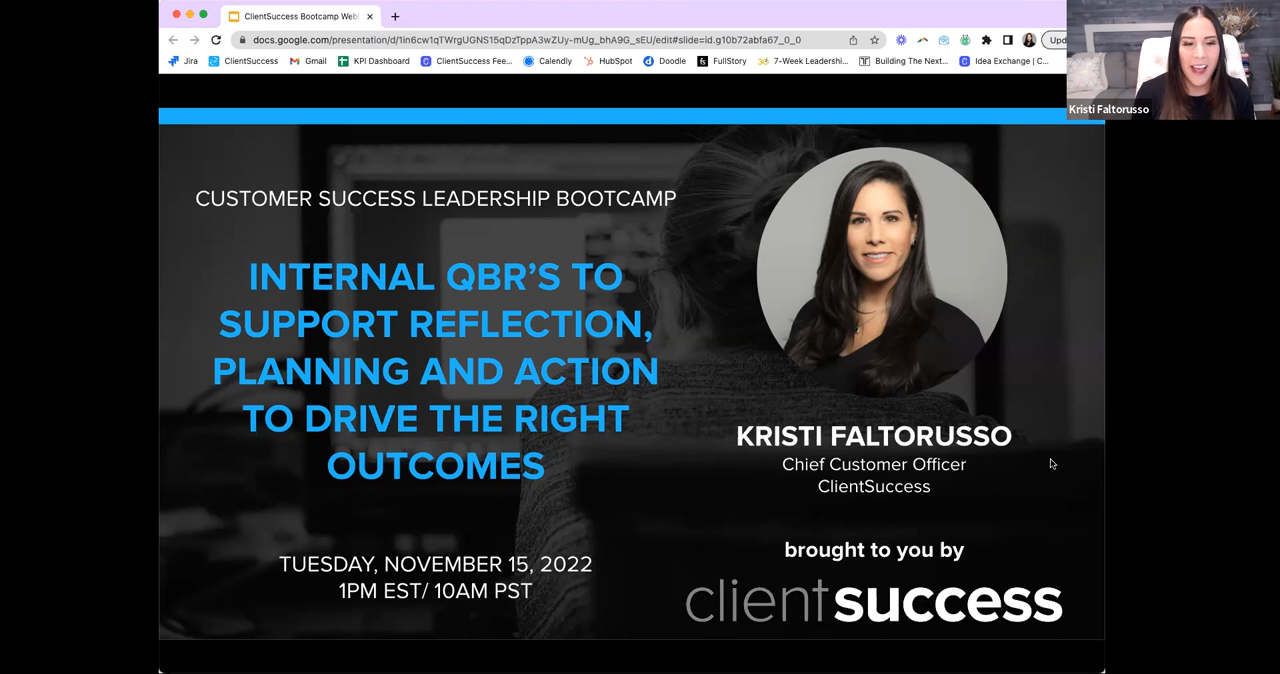 ClientSuccess Bootcamp Webi
docs.google.com/presentation/d/1In6cw1qTWrgUGNS15qDzTppA3wZUy-mUg_bhA9G_sEU/edit#slide=id.g10b72abfa67_0_0
Upd
Jira ClientSuccess Gmail KPI Dashboard ClientSuccess Fee... Calendly HubSpot Doodle FullStory 7-Week Leadershi... Building The Next... Idea Exchange | C...
Kristi Faltorusso
CUSTOMER SUCCESS LEADERSHIP BOOTCAMP
INTERNAL QBR'S TO
SUPPORT REFLECTION,
PLANNING AND ACTION
TO DRIVE THE RIGHT
OUTCOMES
TUESDAY, NOVEMBER 15, 2022
1PM EST/ 10AM PST
KRISTI FALTORUSSO
Chief Customer Officer
ClientSuccess
brought to you by
clientsuccess